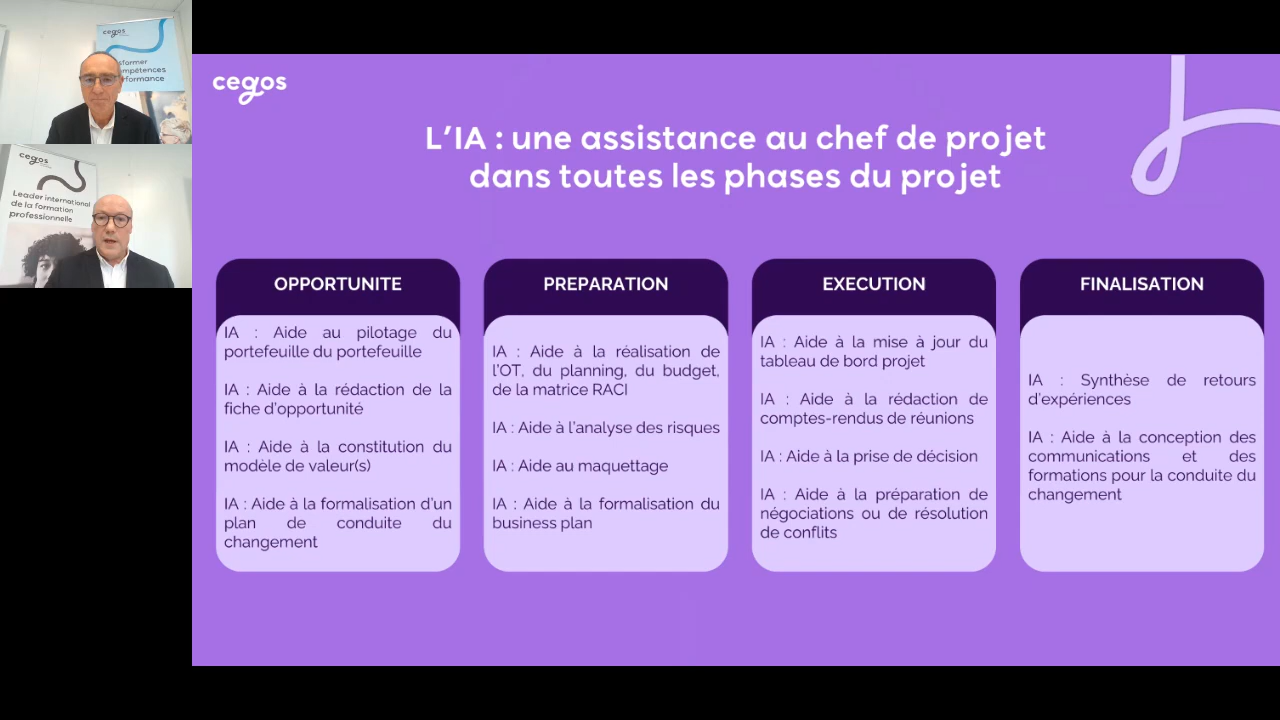 cegos
sformer
mpétences
formance
cegos
Leader international
de la formation
professionnelle
cegos
L'IA : une assistance au chef de projet
dans toutes les phases du projet
OPPORTUNITE
IA : Aide au pilotage du
portefeuille du portefeuille
IA : Aide à la rédaction de la
fiche d'opportunité
IA : Aide à la constitution du
modèle de valeur(s)
IA : Aide à la formalisation d'un
plan de conduite du
changement
PREPARATION
IA : Aide à la réalisation de
l'OT, du planning, du budget,
de la matrice RACI
IA : Aide à l'analyse des risques
IA : Aide au maquettage
IA : Aide à la formalisation du
business plan
EXECUTION
IA : Aide à la mise à jour du
tableau de bord projet
IA : Aide à la rédaction de
comptes-rendus de réunions
IA : Aide à la prise de décision
IA : Aide à la préparation de
négociations ou de résolution
de conflits
FINALISATION
IA : Synthèse de retours
d'expériences
IA : Aide à la conception des
communications et des
formations pour la conduite du
changement